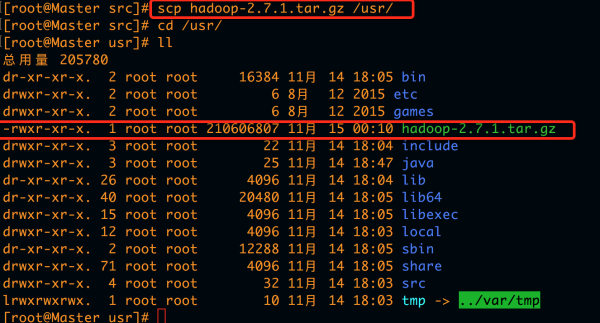 [root@Master src]# scp hadoop-2.7.1.tar.gz /usr/
[root@Master src]# cd /usr/
[root@Master usr]# ll
总用量 205780
dr-xr-xr-x.  2 root root     16384 11月  14 18:05 bin
drwxr-xr-x.  2 root root         6 8月   12 2015 etc
drwxr-xr-x.  2 root root         6 8月   12 2015 games
-rwxr-xr-x.  1 root root 210606807 11月  15 00:10 hadoop-2.7.1.tar.gz
drwxr-xr-x.  3 root root        22 11月  14 18:04 include
drwxr-xr-x.  3 root root        25 11月  14 18:47 java
dr-xr-xr-x. 26 root root      4096 11月  14 18:04 lib
dr-xr-xr-x. 40 root root     20480 11月  14 18:05 lib64
drwxr-xr-x. 15 root root      4096 11月  14 18:05 libexec
drwxr-xr-x. 12 root root      4096 11月  14 18:03 local
dr-xr-xr-x.  2 root root     12288 11月  14 18:05 sbin
drwxr-xr-x. 71 root root      4096 11月  14 18:05 share
drwxr-xr-x.  4 root root        32 11月  14 18:03 src
lrwxrwxrwx.  1 root root        10 11月  14 18:03 tmp -> ../var/tmp
[root@Master usr]#